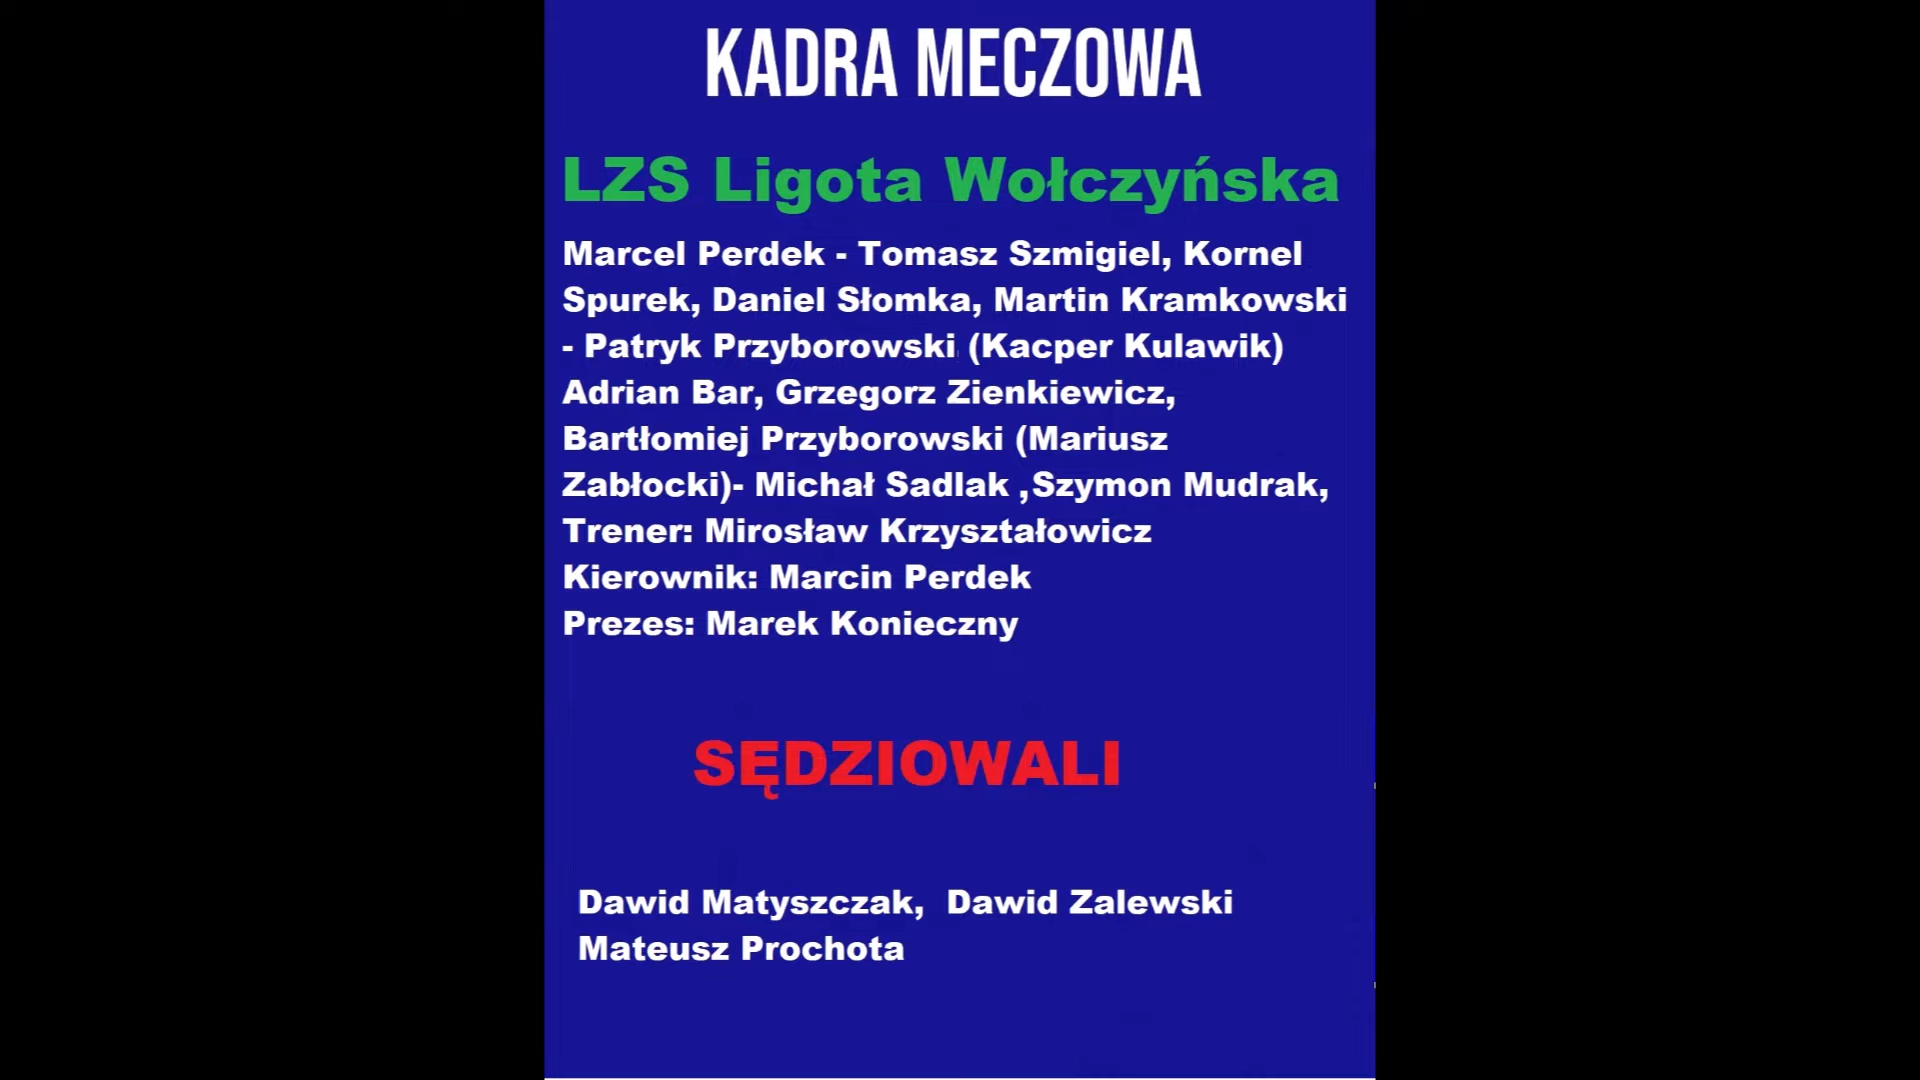 KADRA MECZOWA
LZS Ligota Wołczyńska
Marcel Perdek - Tomasz Szmigiel, Kornel
Spurek, Daniel Słomka, Martin Kramkowski
- Patryk Przyborowski (Kacper Kulawik)
Adrian Bar, Grzegorz Zienkiewicz,
Bartłomiej Przyborowski (Mariusz
Zabłocki)- Michał Sadlak ,Szymon Mudrak,
Trener: Mirosław Krzyształowicz
Kierownik: Marcin Perdek
Prezes: Marek Konieczny
SĘDZIOWALI
Dawid Matyszczak,  Dawid Zalewski
Mateusz Prochota